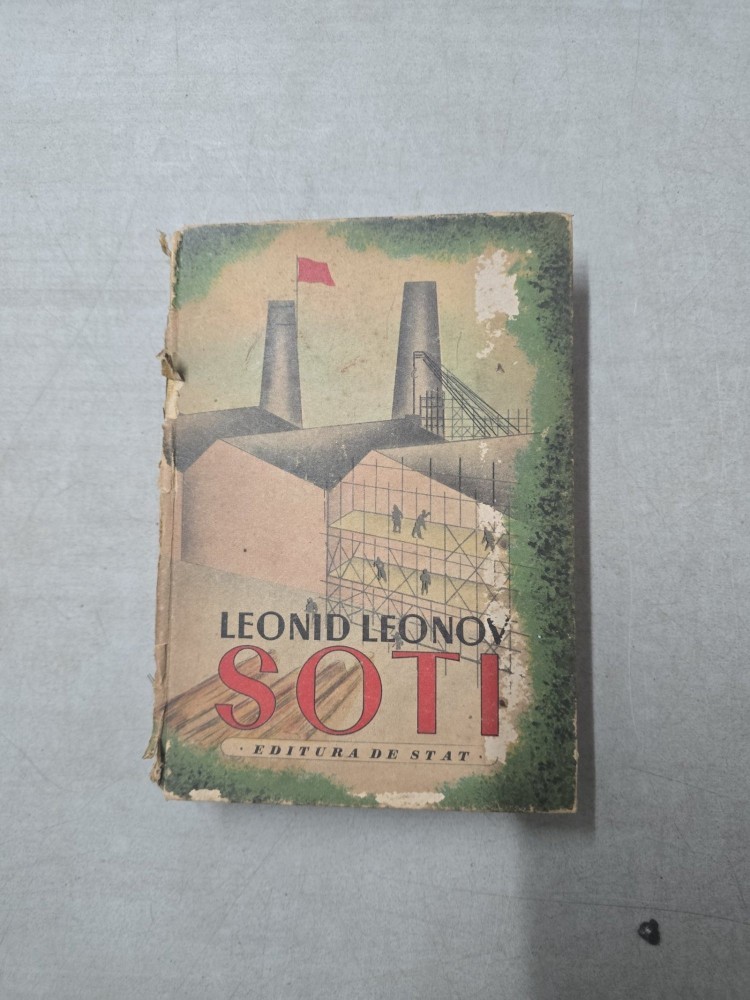 LEONID LEONOV
SOTI
· EDITURA DE STAT ·